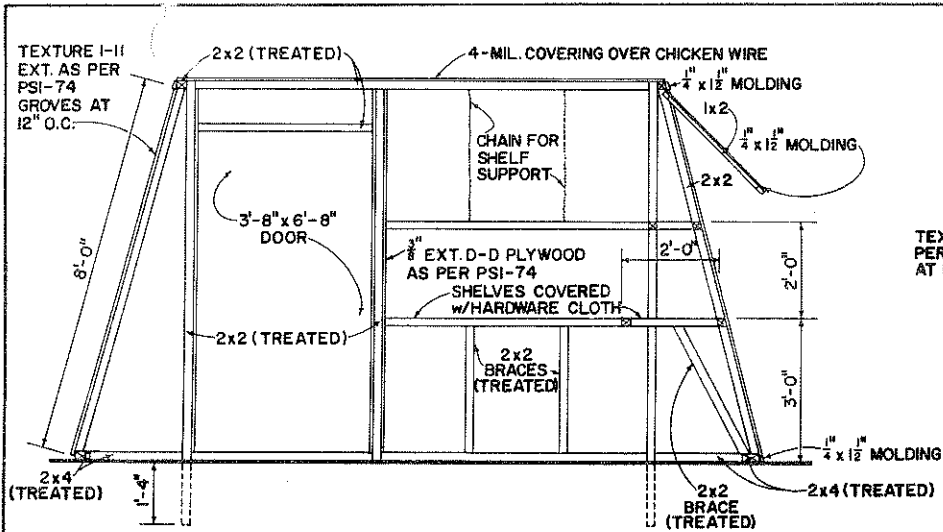 TEXTURE 1-11
EXT. AS PER
PSI-74
GROVES AT
12" O.C.
2x2 (TREATED)
4-MIL. COVERING OVER CHICKEN WIRE
1/4" x 1 1/2" MOLDING
1x2
1/4" x 1 1/2" MOLDING
CHAIN FOR
SHELF
SUPPORT
2x2
8'-0"
3'-8" x 6'-8"
DOOR
3/8" EXT. D-D PLYWOOD
AS PER PSI-74
2'-0"
2'-0"
SHELVES COVERED
w/HARDWARE CLOTH
2x2 (TREATED)
2x2
BRACES
(TREATED)
3'-0"
2x4
(TREATED)
1'-4"
2x2
BRACE
(TREATED)
1/4" x 1 1/2" MOLDING
2x4 (TREATED)